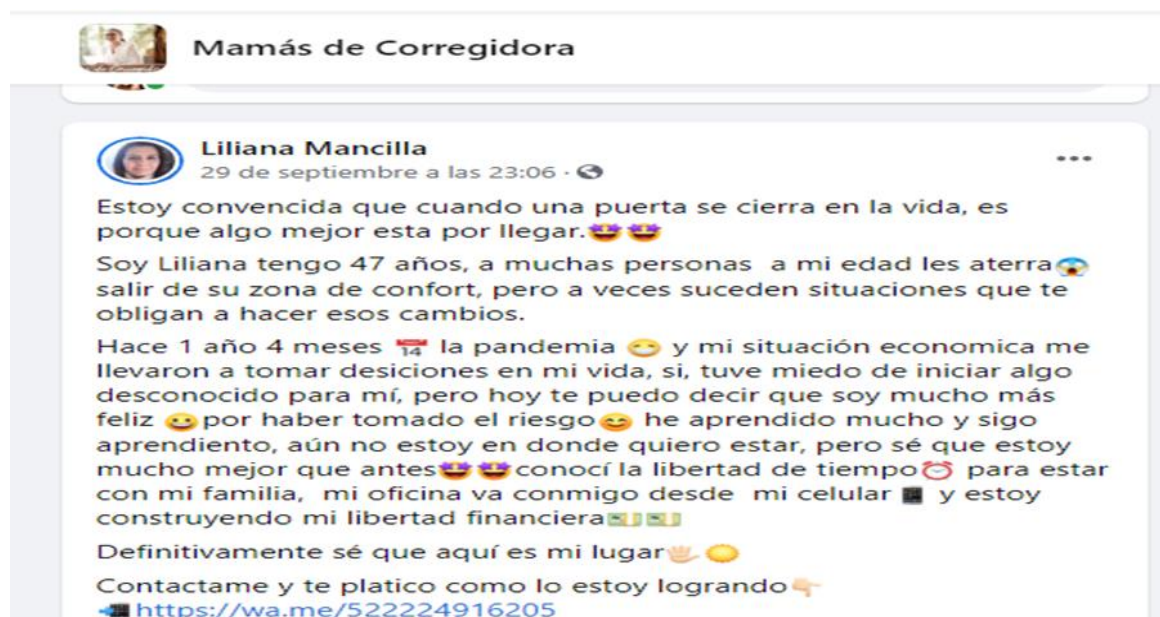 Mamás de Corregidora
Liliana Mancilla
29 de septiembre a las 23:06 ·
Estoy convencida que cuando una puerta se cierra en la vida, es
porque algo mejor esta por llegar.🤩🤩
Soy Liliana tengo 47 años, a muchas personas a mi edad les aterra😱
salir de su zona de confort, pero a veces suceden situaciones que te
obligan a hacer esos cambios.
Hace 1 año 4 meses 📅 la pandemia 😷 y mi situación economica me
llevaron a tomar desiciones en mi vida, si, tuve miedo de iniciar algo
desconocido para mí, pero hoy te puedo decir que soy mucho más
feliz 😀por haber tomado el riesgo😊 he aprendido mucho y sigo
aprendiento, aún no estoy en donde quiero estar, pero sé que estoy
mucho mejor que antes🤩🤩conocí la libertad de tiempo⏰ para estar
con mi familia, mi oficina va conmigo desde mi celular 📱 y estoy
construyendo mi libertad financiera💵💵
Definitivamente sé que aquí es mi lugar🖐🏻🌕
Contactame y te platico como lo estoy logrando👇🏻
📲 https://wa.me/522224916205